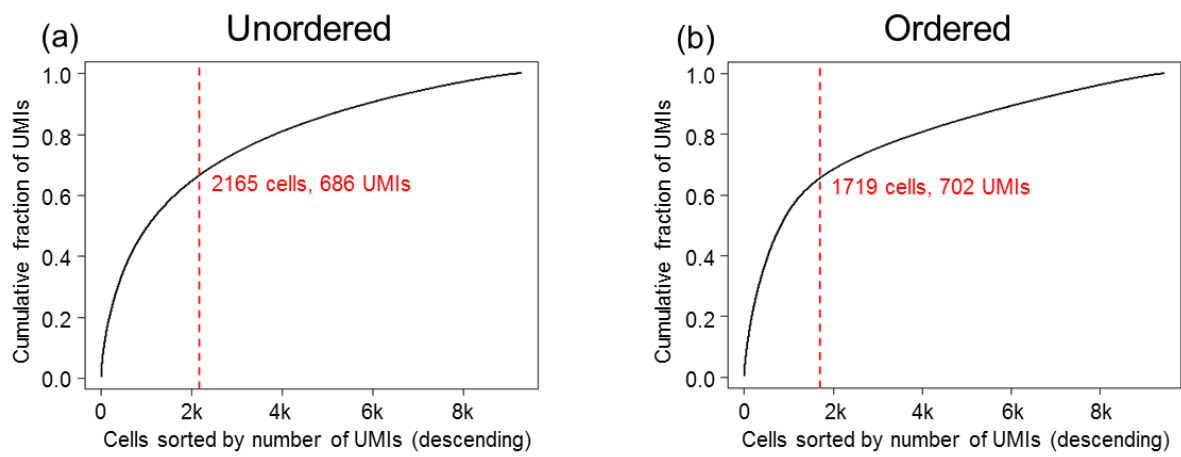 (a)
Unordered
Cumulative fraction of UMIs
1.0
0.8
0.6
0.4
0.2
0.0
2165 cells, 686 UMIs
0 2k 4k 6k 8k
Cells sorted by number of UMIs (descending)
(b)
Ordered
Cumulative fraction of UMIs
1.0
0.8
0.6
0.4
0.2
0.0
1719 cells, 702 UMIs
0 2k 4k 6k 8k
Cells sorted by number of UMIs (descending)